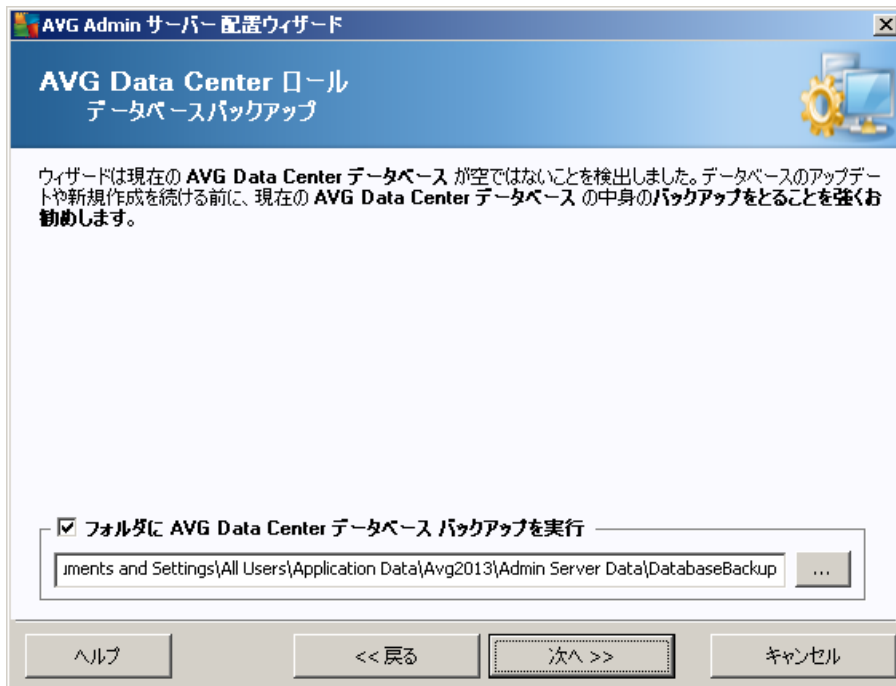 AVG Admin サーバー 配置ウィザード
AVG Data Center ロール
データベースバックアップ
ウィザードは現在の AVG Data Center データベース が空ではないことを検出しました。データベースのアップデー
トや新規作成を続ける前に、現在の AVG Data Center データベース の中身のバックアップをとることを強くお
勧めします。
フォルダに AVG Data Center データベース バックアップを実行
uments and Settings\All Users\Application Data\Avg2013\Admin Server Data\DatabaseBackup
...
ヘルプ
<< 戻る
次へ >>
キャンセル